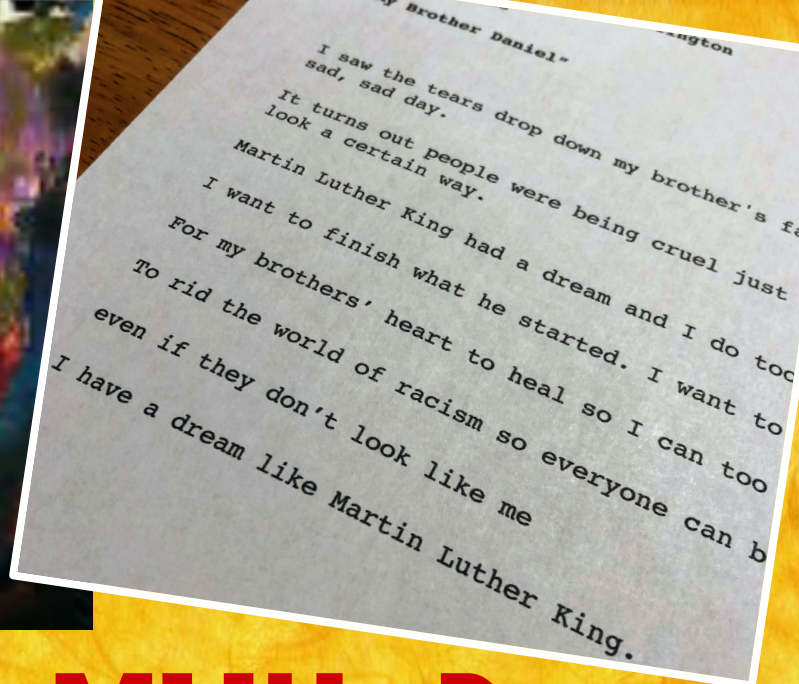 Brother Daniel"
I saw the tears drop down my brother's
sad, sad day.
It turns out people were being cruel just
look a certain way.
Martin Luther King had a dream and I do
I want to finish what he started. I want to
For my brothers' heart to heal so I can too
To rid the world of racism so everyone can
even if they don't look like me
I have a dream like Martin Luther King.